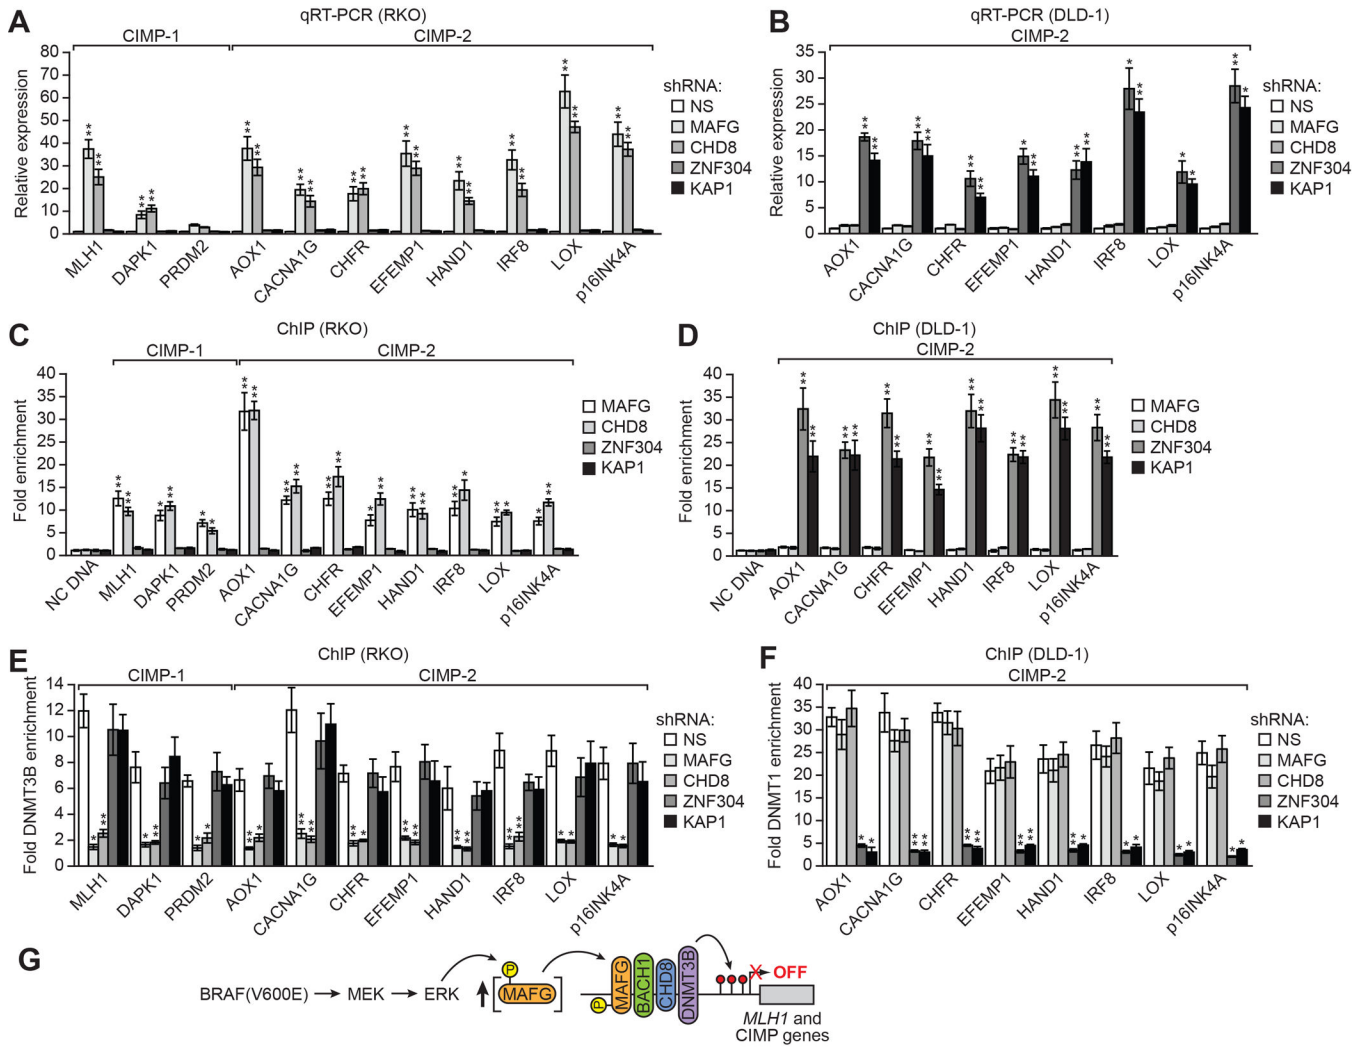 A
qRT-PCR (RKO)
CIMP-1
CIMP-2
Relative expression
80
70
60
50
40
30
20
10
0
MLH1
DAPK1
PRDM2
AOX1
CACNA1G
CHFR
EFEMP1
HAND1
IRF8
LOX
p16INK4A
shRNA:
NS
MAFG
CHD8
ZNF304
KAP1
B
qRT-PCR (DLD-1)
CIMP-2
Relative expression
35
30
25
20
15
10
5
0
AOX1
CACNA1G
CHFR
EFEMP1
HAND1
IRF8
LOX
p16INK4A
shRNA:
NS
MAFG
CHD8
ZNF304
KAP1
C
ChIP (RKO)
CIMP-1
CIMP-2
Fold enrichment
40
35
30
25
20
15
10
5
0
NC DNA
MLH1
DAPK1
PRDM2
AOX1
CACNA1G
CHFR
EFEMP1
HAND1
IRF8
LOX
p16INK4A
MAFG
CHD8
ZNF304
KAP1
D
ChIP (DLD-1)
CIMP-2
Fold enrichment
40
35
30
25
20
15
10
5
0
NC DNA
AOX1
CACNA1G
CHFR
EFEMP1
HAND1
IRF8
LOX
p16INK4A
MAFG
CHD8
ZNF304
KAP1
E
ChIP (RKO)
CIMP-1
CIMP-2
Fold DNMT3B enrichment
14
12
10
8
6
4
2
0
MLH1
DAPK1
PRDM2
AOX1
CACNA1G
CHFR
EFEMP1
HAND1
IRF8
LOX
p16INK4A
shRNA:
NS
MAFG
CHD8
ZNF304
KAP1
F
ChIP (DLD-1)
CIMP-2
Fold DNMT1 enrichment
40
35
30
25
20
15
10
5
0
AOX1
CACNA1G
CHFR
EFEMP1
HAND1
IRF8
LOX
p16INK4A
shRNA:
NS
MAFG
CHD8
ZNF304
KAP1
G
BRAF(V600E)
MEK
ERK
P
MAFG
P
MAFG
BACH1
CHD8
DNMT3B
OFF
MLH1 and
CIMP genes